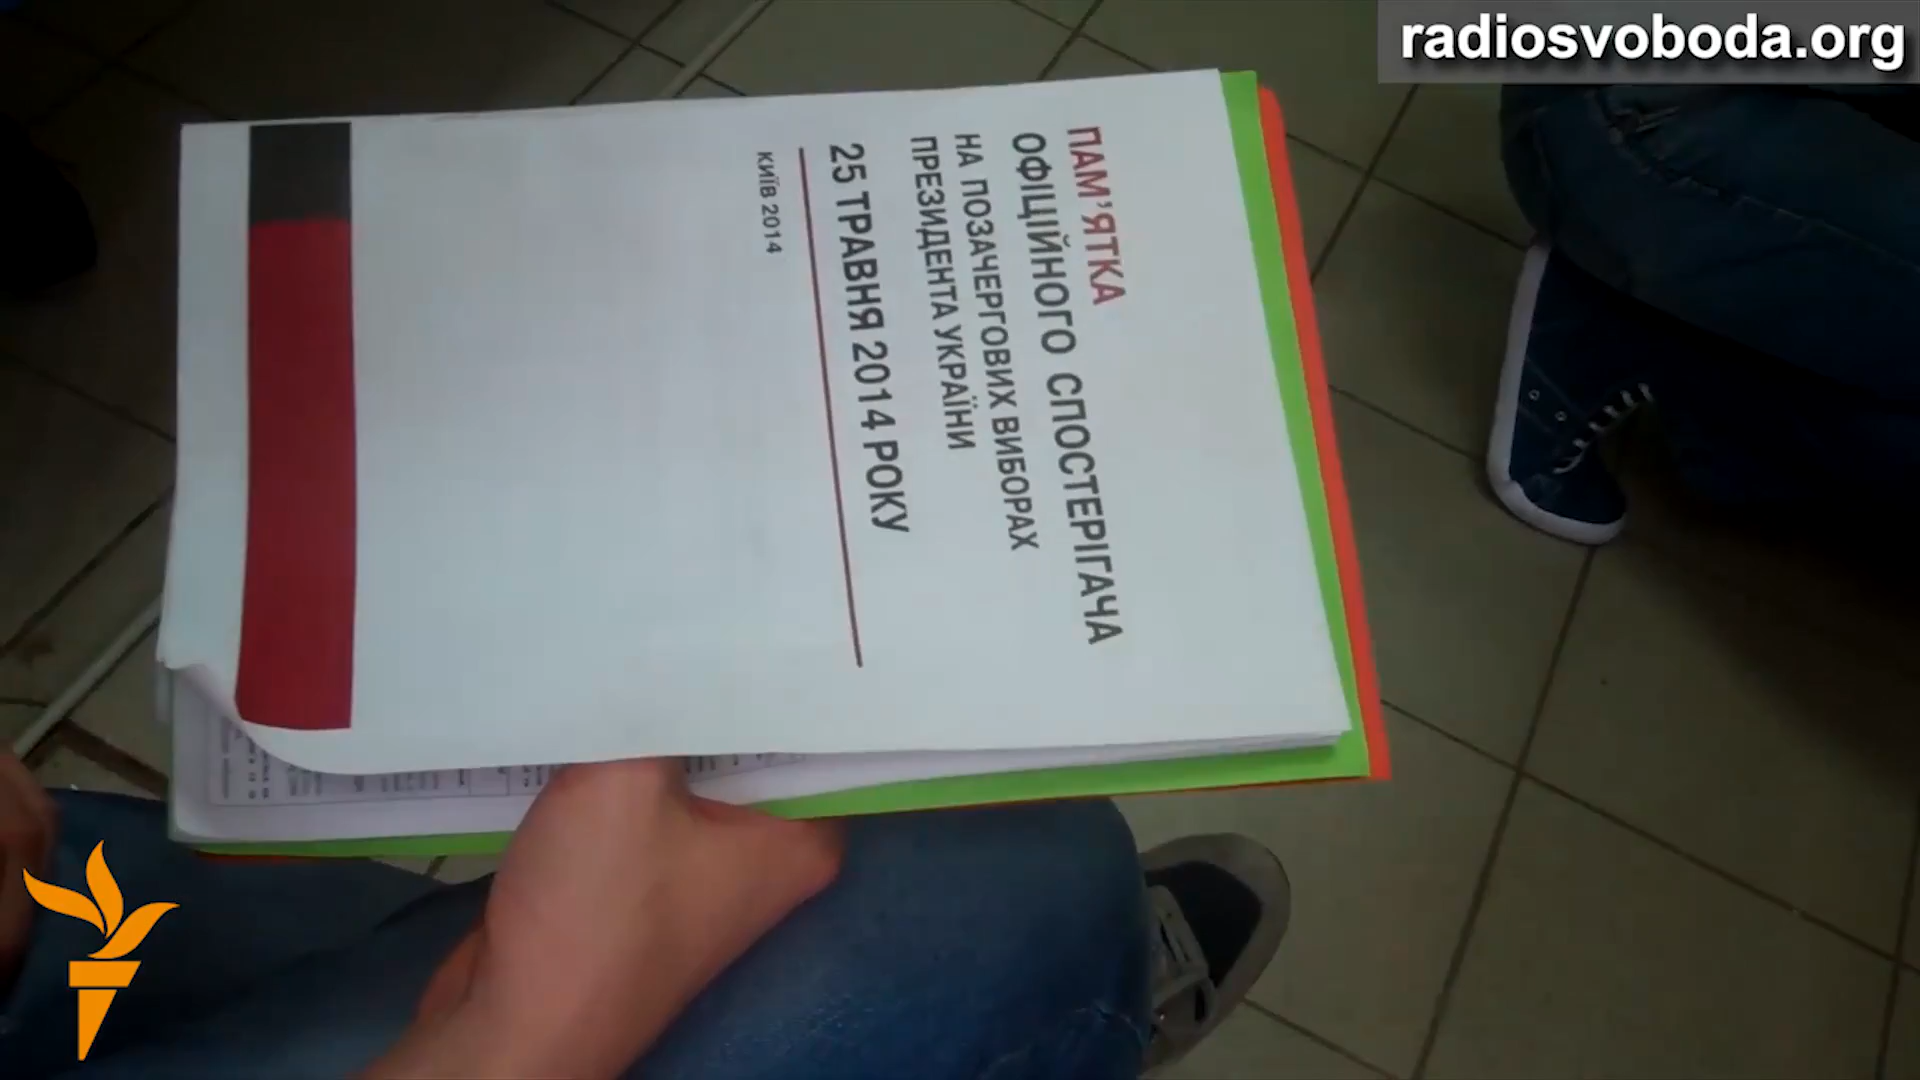 radiosvoboda.org
ПАМ’ЯТКА
ОФІЦІЙНОГО СПОСТЕРІГАЧА
НА ПОЗАЧЕРГОВИХ ВИБОРАХ
ПРЕЗИДЕНТА УКРАЇНИ
25 ТРАВНЯ 2014 РОКУ
КИЇВ 2014